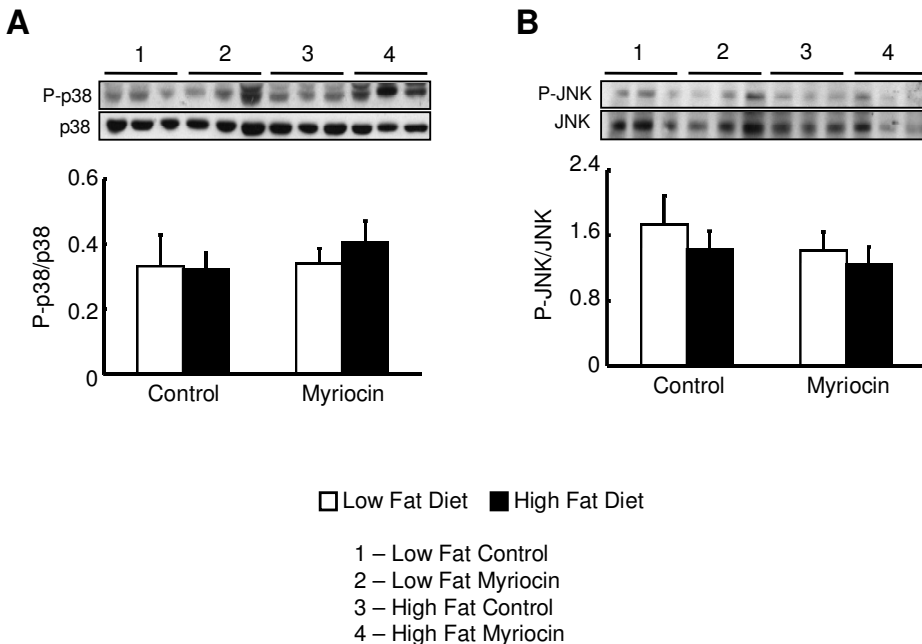 A
B
1 2 3 4
1 2 3 4
P-p38
p38
P-JNK
JNK
0.6
0.4
0.2
0
P-p38/p38
Control Myriocin
2.4
1.6
0.8
0
P-JNK/JNK
Control Myriocin
Low Fat Diet High Fat Diet
1 – Low Fat Control
2 – Low Fat Myriocin
3 – High Fat Control
4 – High Fat Myriocin